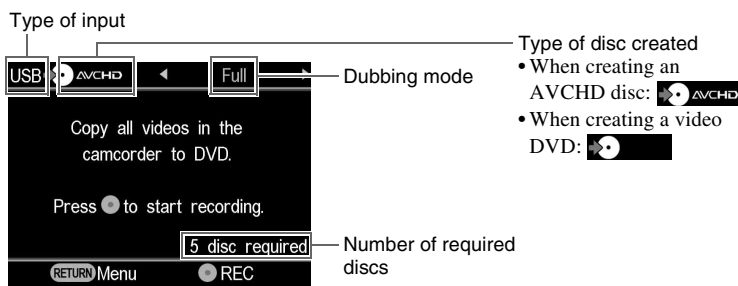 Type of input
USB AVCHD Full
Copy all videos in the
camcorder to DVD.
Press to start recording.
5 disc required
RETURN Menu REC
Dubbing mode
Number of required
discs
Type of disc created
• When creating an
AVCHD disc: AVCHD
• When creating a video
DVD: